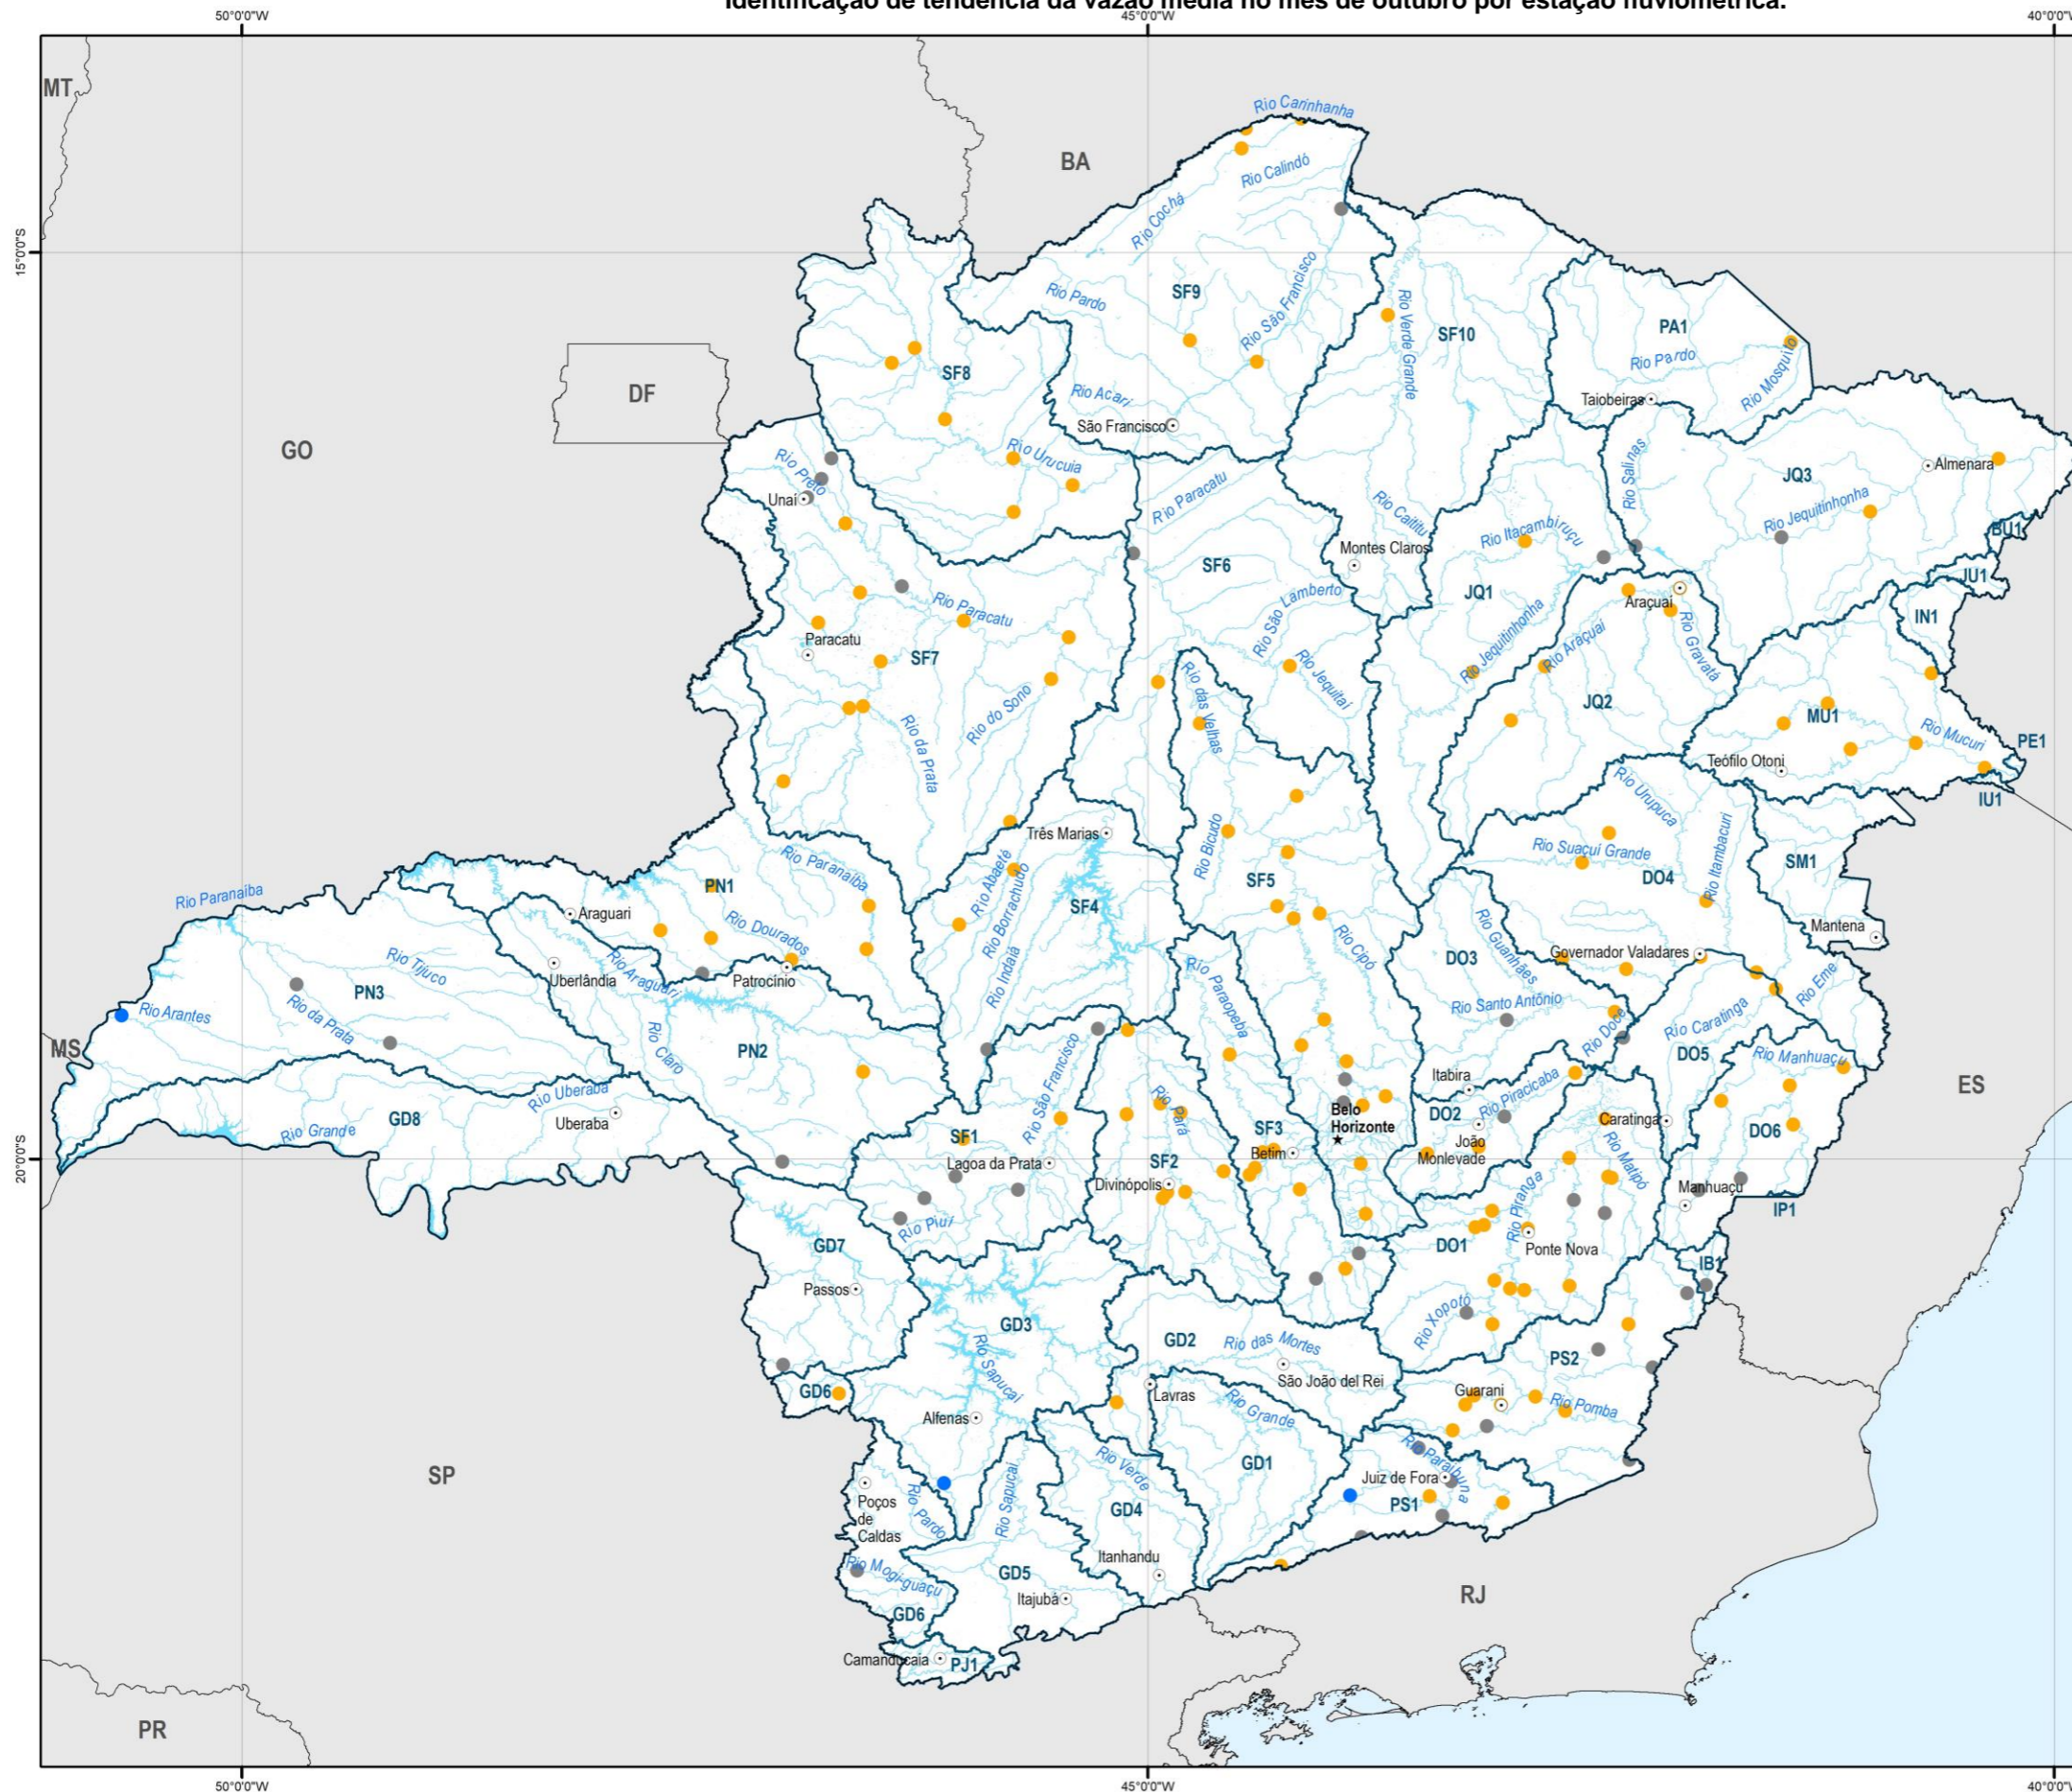 Identificação de tendência da vazão média no mês de outubro por estação fluviométrica.
50°0'0"W
45°0'0"W
40°0'0"W
MT
Rio Carinhanha
BA
Rio Calindó
Rio Cochá
15°0'0"S
SF9
Rio Pardo
Rio São Francisco
Rio Verde Grande
SF10
PA1
Rio Pardo
Rio Mosquito
SF8
DF
Rio Acari
Taiobeiras
São Francisco
GO
Rio Urucuia
Rio Preto
Unaí
Rio Paracatu
Rio Caititu
Rio Salinas
JQ3
Almenara
Rio Jequitinhonha
BU1
Rio Itacambiruçu
Montes Claros
SF6
JU1
JQ1
Rio São Lamberto
Rio Paracatu
Araçuaí
IN1
Paracatu
SF7
Rio Jequitinhonha
Rio Araçuaí
Rio Gravatá
Rio das Velhas
Rio Jequitaí
Rio do Sono
Rio da Prata
JQ2
MU1
Rio Mucuri
PE1
Teófilo Otoni
IU1
Rio Urupuca
Três Marias
Rio Bicudo
Rio Suaçuí Grande
Rio Itambacuri
SM1
Rio Paranaíba
Rio Abaeté
Rio Borrachudo
PN1
SF5
DO4
Rio Paranaíba
SF4
Araguari
Rio Dourados
Rio Cipó
Rio Guanhães
Mantena
Governador Valadares
DO3
Rio Tijuco
Uberlândia
Rio Araguari
Patrocínio
Rio Indaiá
Rio Paraopeba
Rio Eme
PN3
Rio da Prata
Rio Arantes
Rio Santo Antônio
Rio Doce
Rio Caratinga
MS
Rio Claro
PN2
Rio São Francisco
DO5
Rio Manhuaçu
ES
Itabira
Rio Piracicaba
Rio Uberaba
Uberaba
GD8
Rio Grande
Rio Pará
Belo
Horizonte
DO2
João
Monlevade
Caratinga
DO6
SF1
SF3
Betim
Rio Matipó
20°0'0"S
Lagoa da Prata
SF2
Divinópolis
Manhuaçu
IP1
Rio Piuí
Rio Piranga
GD7
DO1
Ponte Nova
IB1
Passos
Rio Xopotó
GD3
GD2
Rio das Mortes
PS2
Rio Sapucaí
São João del Rei
GD6
Lavras
Guarani
Rio Pomba
Alfenas
Rio Grande
Rio Verde
GD1
Rio Paraibuna
SP
Juiz de Fora
PS1
Poços
de
Caldas
Rio Pardo
Rio Sapucaí
GD4
Itanhandu
Rio Mogi-guaçu
GD5
Itajubá
RJ
GD6
Camanducaia
PJ1
PR
50°0'0"W
45°0'0"W
40°0'0"W